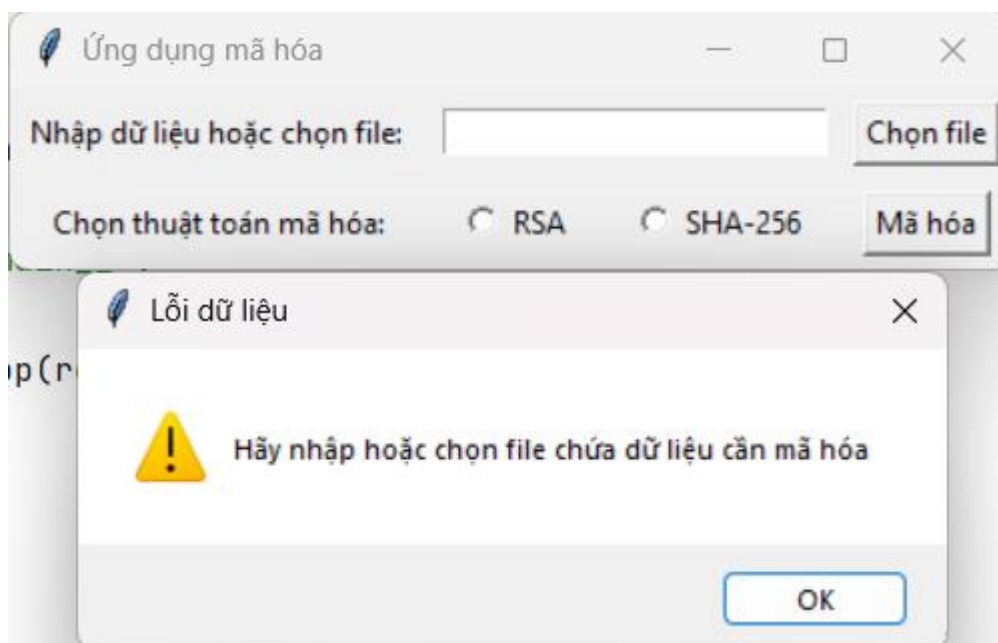 Ứng dụng mã hóa
Nhập dữ liệu hoặc chọn file: Chọn file
Chọn thuật toán mã hóa: RSA SHA-256 Mã hóa
Lỗi dữ liệu
op(r
Hãy nhập hoặc chọn file chứa dữ liệu cần mã hóa
OK